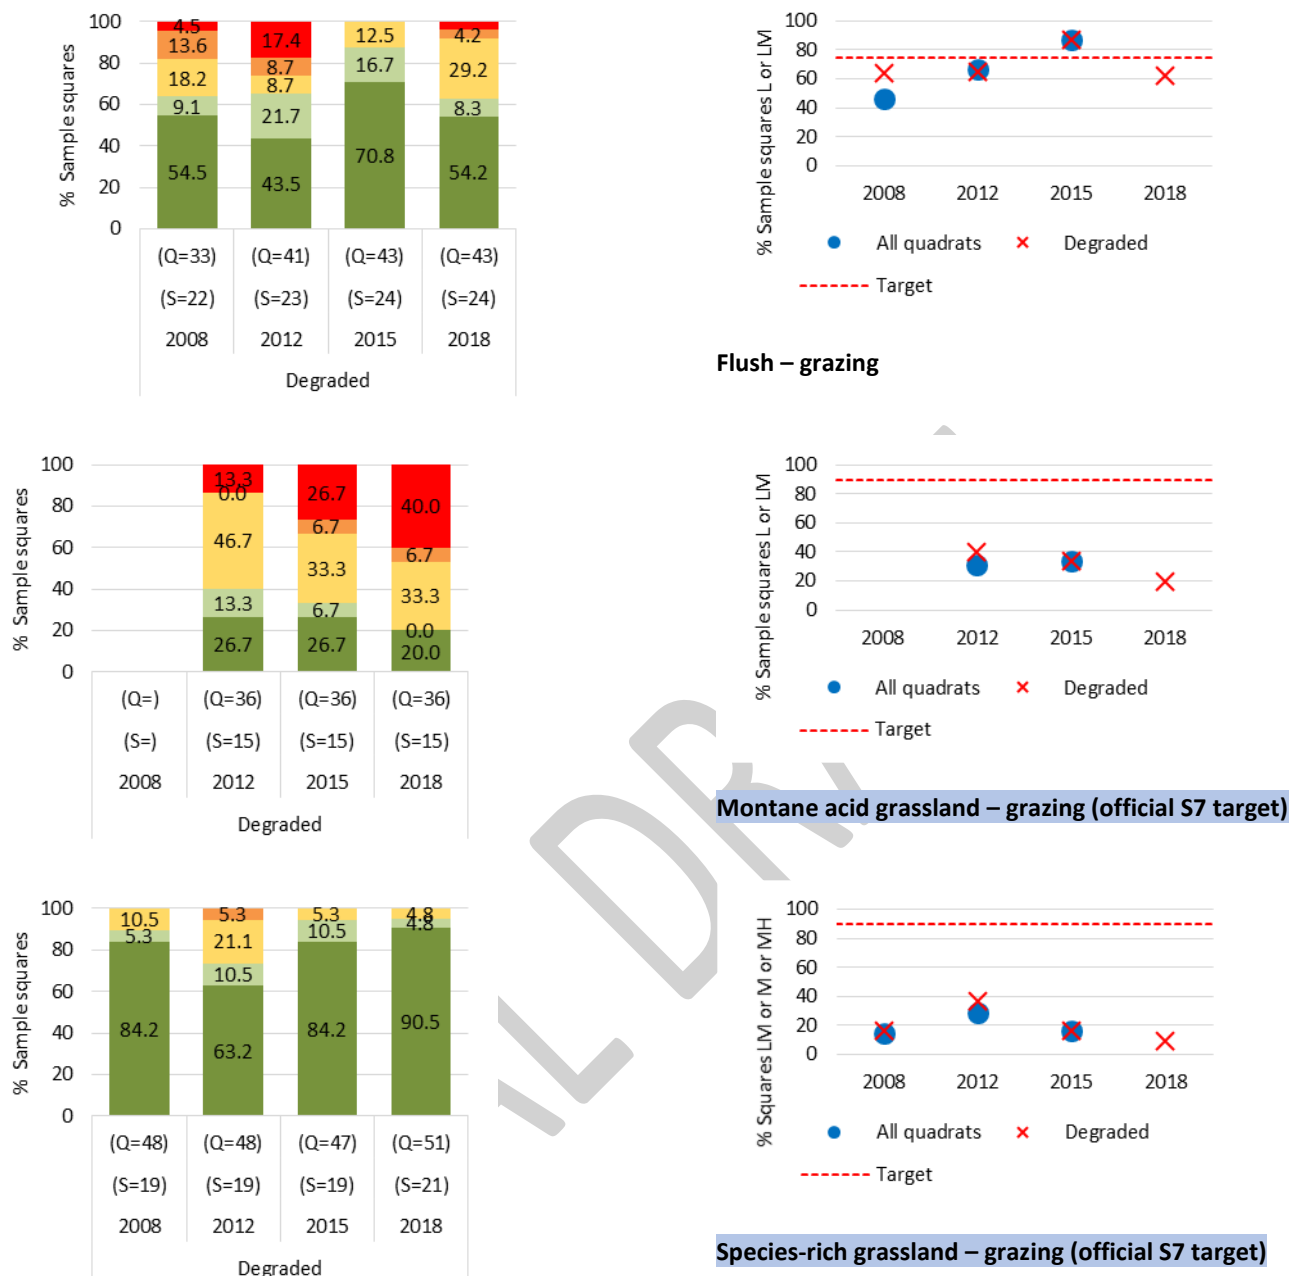 % Sample squares
100
80
60
40
20
0
4.5
13.6
18.2
9.1
54.5
17.4
8.7
8.7
21.7
43.5
12.5
16.7
70.8
4.2
29.2
8.3
54.2
(Q=33) (Q=41) (Q=43) (Q=43)
(S=22) (S=23) (S=24) (S=24)
2008 2012 2015 2018
Degraded
% Sample squares L or LM
100
80
60
40
20
0
2008 2012 2015 2018
All quadrats Degraded
Target
Flush – grazing
% Sample squares
100
80
60
40
20
0
13.3
0.0
46.7
13.3
26.7
26.7
6.7
33.3
6.7
26.7
40.0
6.7
33.3
0.0
20.0
(Q=) (Q=36) (Q=36) (Q=36)
(S=) (S=15) (S=15) (S=15)
2008 2012 2015 2018
Degraded
% Sample squares L or LM
100
80
60
40
20
0
2008 2012 2015 2018
All quadrats Degraded
Target
Montane acid grassland – grazing (official S7 target)
% Sample squares
100
80
60
40
20
0
10.5
5.3
84.2
5.3
21.1
10.5
63.2
5.3
10.5
84.2
4.8
4.8
90.5
(Q=48) (Q=48) (Q=47) (Q=51)
(S=19) (S=19) (S=19) (S=21)
2008 2012 2015 2018
Degraded
% Squares LM or M or MH
100
80
60
40
20
0
2008 2012 2015 2018
All quadrats Degraded
Target
Species-rich grassland – grazing (official S7 target)